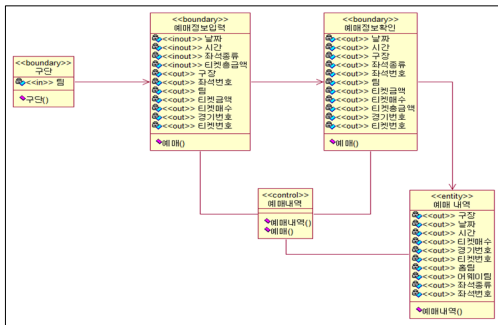 <<boundary>>
구단
<<in>> 팀
구단()
<<boundary>>
예매정보입력
<<inout>> 날짜
<<inout>> 시간
<<inout>> 좌석종류
<<inout>> 티켓총금액
<<out>> 구장
<<out>> 좌석번호
<<out>> 팀
<<out>> 티켓금액
<<out>> 티켓매수
<<out>> 경기번호
<<out>> 티켓번호
예매()
<<boundary>>
예매정보확인
<<out>> 날짜
<<out>> 시간
<<out>> 구장
<<out>> 좌석종류
<<out>> 좌석번호
<<out>> 팀
<<out>> 티켓금액
<<out>> 티켓매수
<<out>> 티켓총금액
<<out>> 경기번호
<<out>> 티켓번호
예매()
<<control>>
예매내역
예매내역()
예매()
<<entity>>
예매 내역
<<out>> 구장
<<out>> 날짜
<<out>> 시간
<<out>> 티켓매수
<<out>> 경기번호
<<out>> 티켓번호
<<out>> 홈팀
<<out>> 어웨이팀
<<out>> 좌석종류
<<out>> 좌석번호
예매내역()